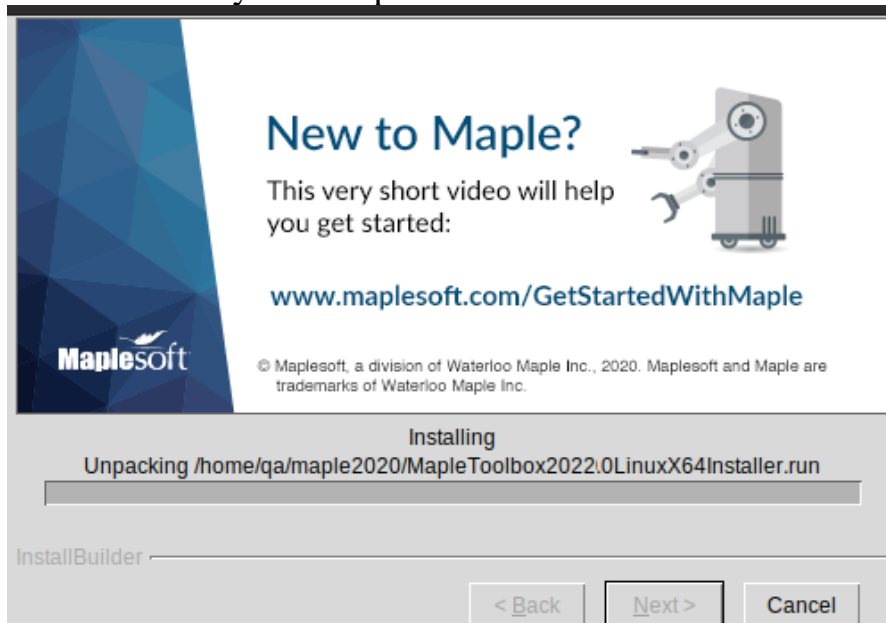 New to Maple?
This very short video will help
you get started:
www.maplesoft.com/GetStartedWithMaple
Maplesoft
© Maplesoft, a division of Waterloo Maple Inc., 2020. Maplesoft and Maple are
trademarks of Waterloo Maple Inc.
Installing
Unpacking /home/qa/maple2020/MapleToolbox2022.0LinuxX64Installer.run
InstallBuilder
< Back
Next >
Cancel